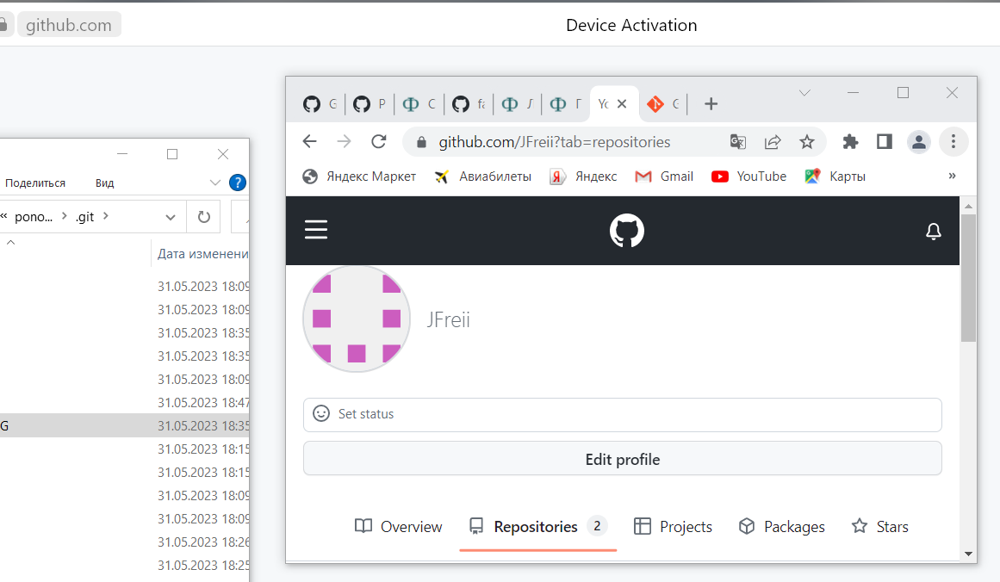 github.com
Device Activation
Поделиться
Вид
?
« pono... > .git >
Дата изменени
31.05.2023 18:09
31.05.2023 18:09
31.05.2023 18:35
31.05.2023 18:35
31.05.2023 18:09
31.05.2023 18:47
G 31.05.2023 18:35
31.05.2023 18:15
31.05.2023 18:15
31.05.2023 18:09
31.05.2023 18:09
31.05.2023 18:26
31.05.2023 18:25
github.com/JFreii?tab=repositories
Яндекс Маркет Авиабилеты Яндекс Gmail YouTube Карты »
JFreii
Set status
Edit profile
Overview Repositories 2 Projects Packages Stars